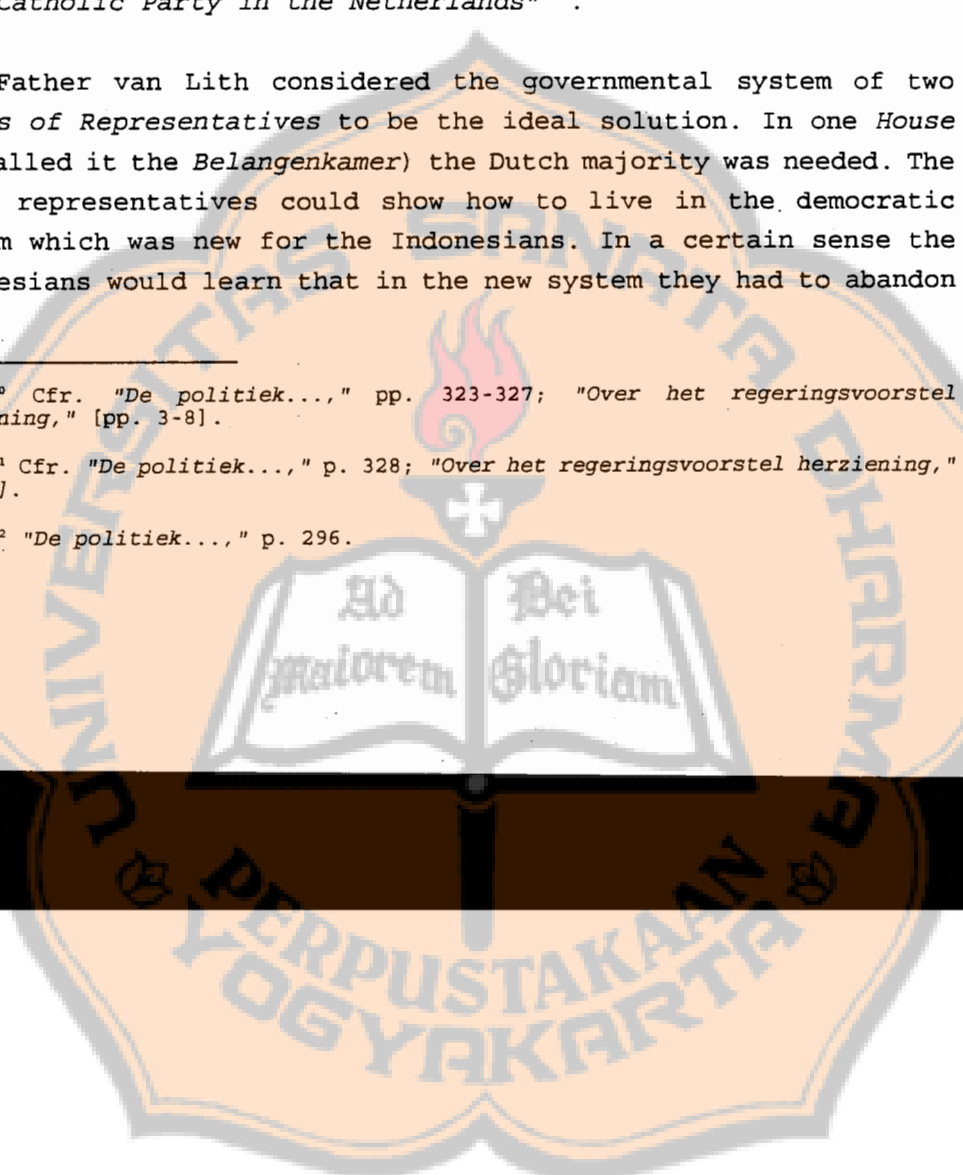 Catholic Party in the Netherlands" .
Father van Lith considered the governmental system of two
s of Representatives to be the ideal solution. In one House
alled it the Belangenkamer) the Dutch majority was needed. The
representatives could show how to live in the democratic
m which was new for the Indonesians. In a certain sense the
esians would learn that in the new system they had to abandon
⁰ Cfr. "De politiek...," pp. 323-327; "Over het regeringsvoorstel
ning," [pp. 3-8].
¹ Cfr. "De politiek...," p. 328; "Over het regeringsvoorstel herziening,"
].
² "De politiek...," p. 296.
UNIVERSITAS SANATA DHARMA
Ad Dei
maiorem Gloriam
PERPUSTAKAAN
YOGYAKARTA